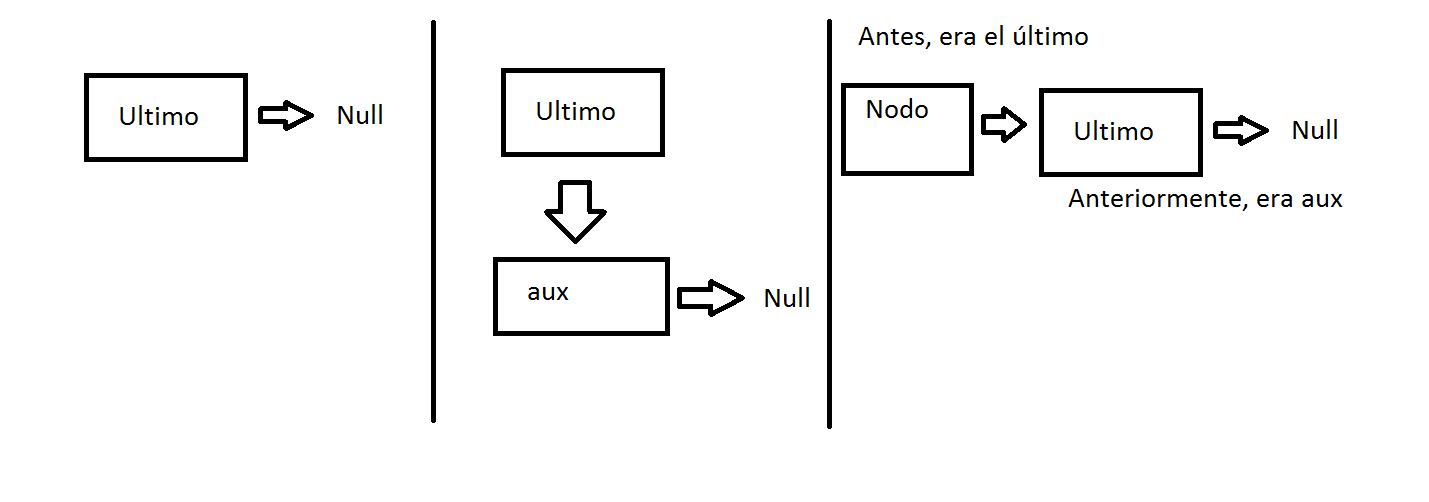 Ultimo
Null
Ultimo
aux
Null
Antes, era el último
Nodo
Ultimo
Null
Anteriormente, era aux